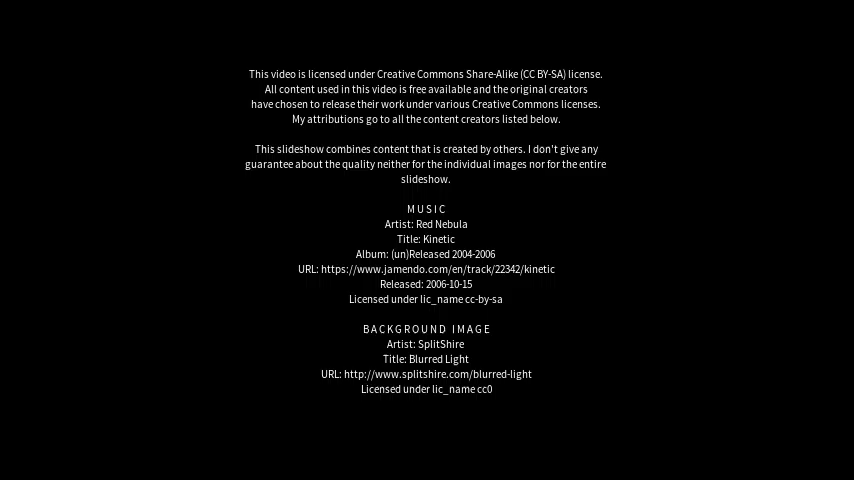 This video is licensed under Creative Commons Share-Alike (CC BY-SA) license.
All content used in this video is free available and the original creators
have chosen to release their work under various Creative Commons licenses.
My attributions go to all the content creators listed below.
This slideshow combines content that is created by others. I don't give any
guarantee about the quality neither for the individual images nor for the entire
slideshow.
MUSIC
Artist: Red Nebula
Title: Kinetic
Album: (un)Released 2004-2006
URL: https://www.jamendo.com/en/track/22342/kinetic
Released: 2006-10-15
Licensed under lic_name cc-by-sa
BACKGROUND IMAGE
Artist: SplitShire
Title: Blurred Light
URL: http://www.splitshire.com/blurred-light
Licensed under lic_name cc0